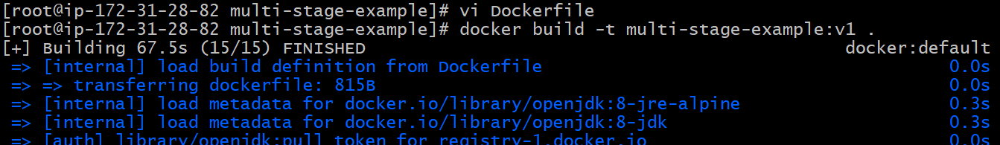 [root@ip-172-31-28-82 multi-stage-example]# vi Dockerfile
[root@ip-172-31-28-82 multi-stage-example]# docker build -t multi-stage-example:v1 .
[+] Building 67.5s (15/15) FINISHED docker:default
=> [internal] load build definition from Dockerfile 0.0s
=> => transferring dockerfile: 815B 0.0s
=> [internal] load metadata for docker.io/library/openjdk:8-jre-alpine 0.3s
=> [internal] load metadata for docker.io/library/openjdk:8-jdk 0.3s
=> [auth] library/openjdk:pull token for registry-1.docker.io 0.0s